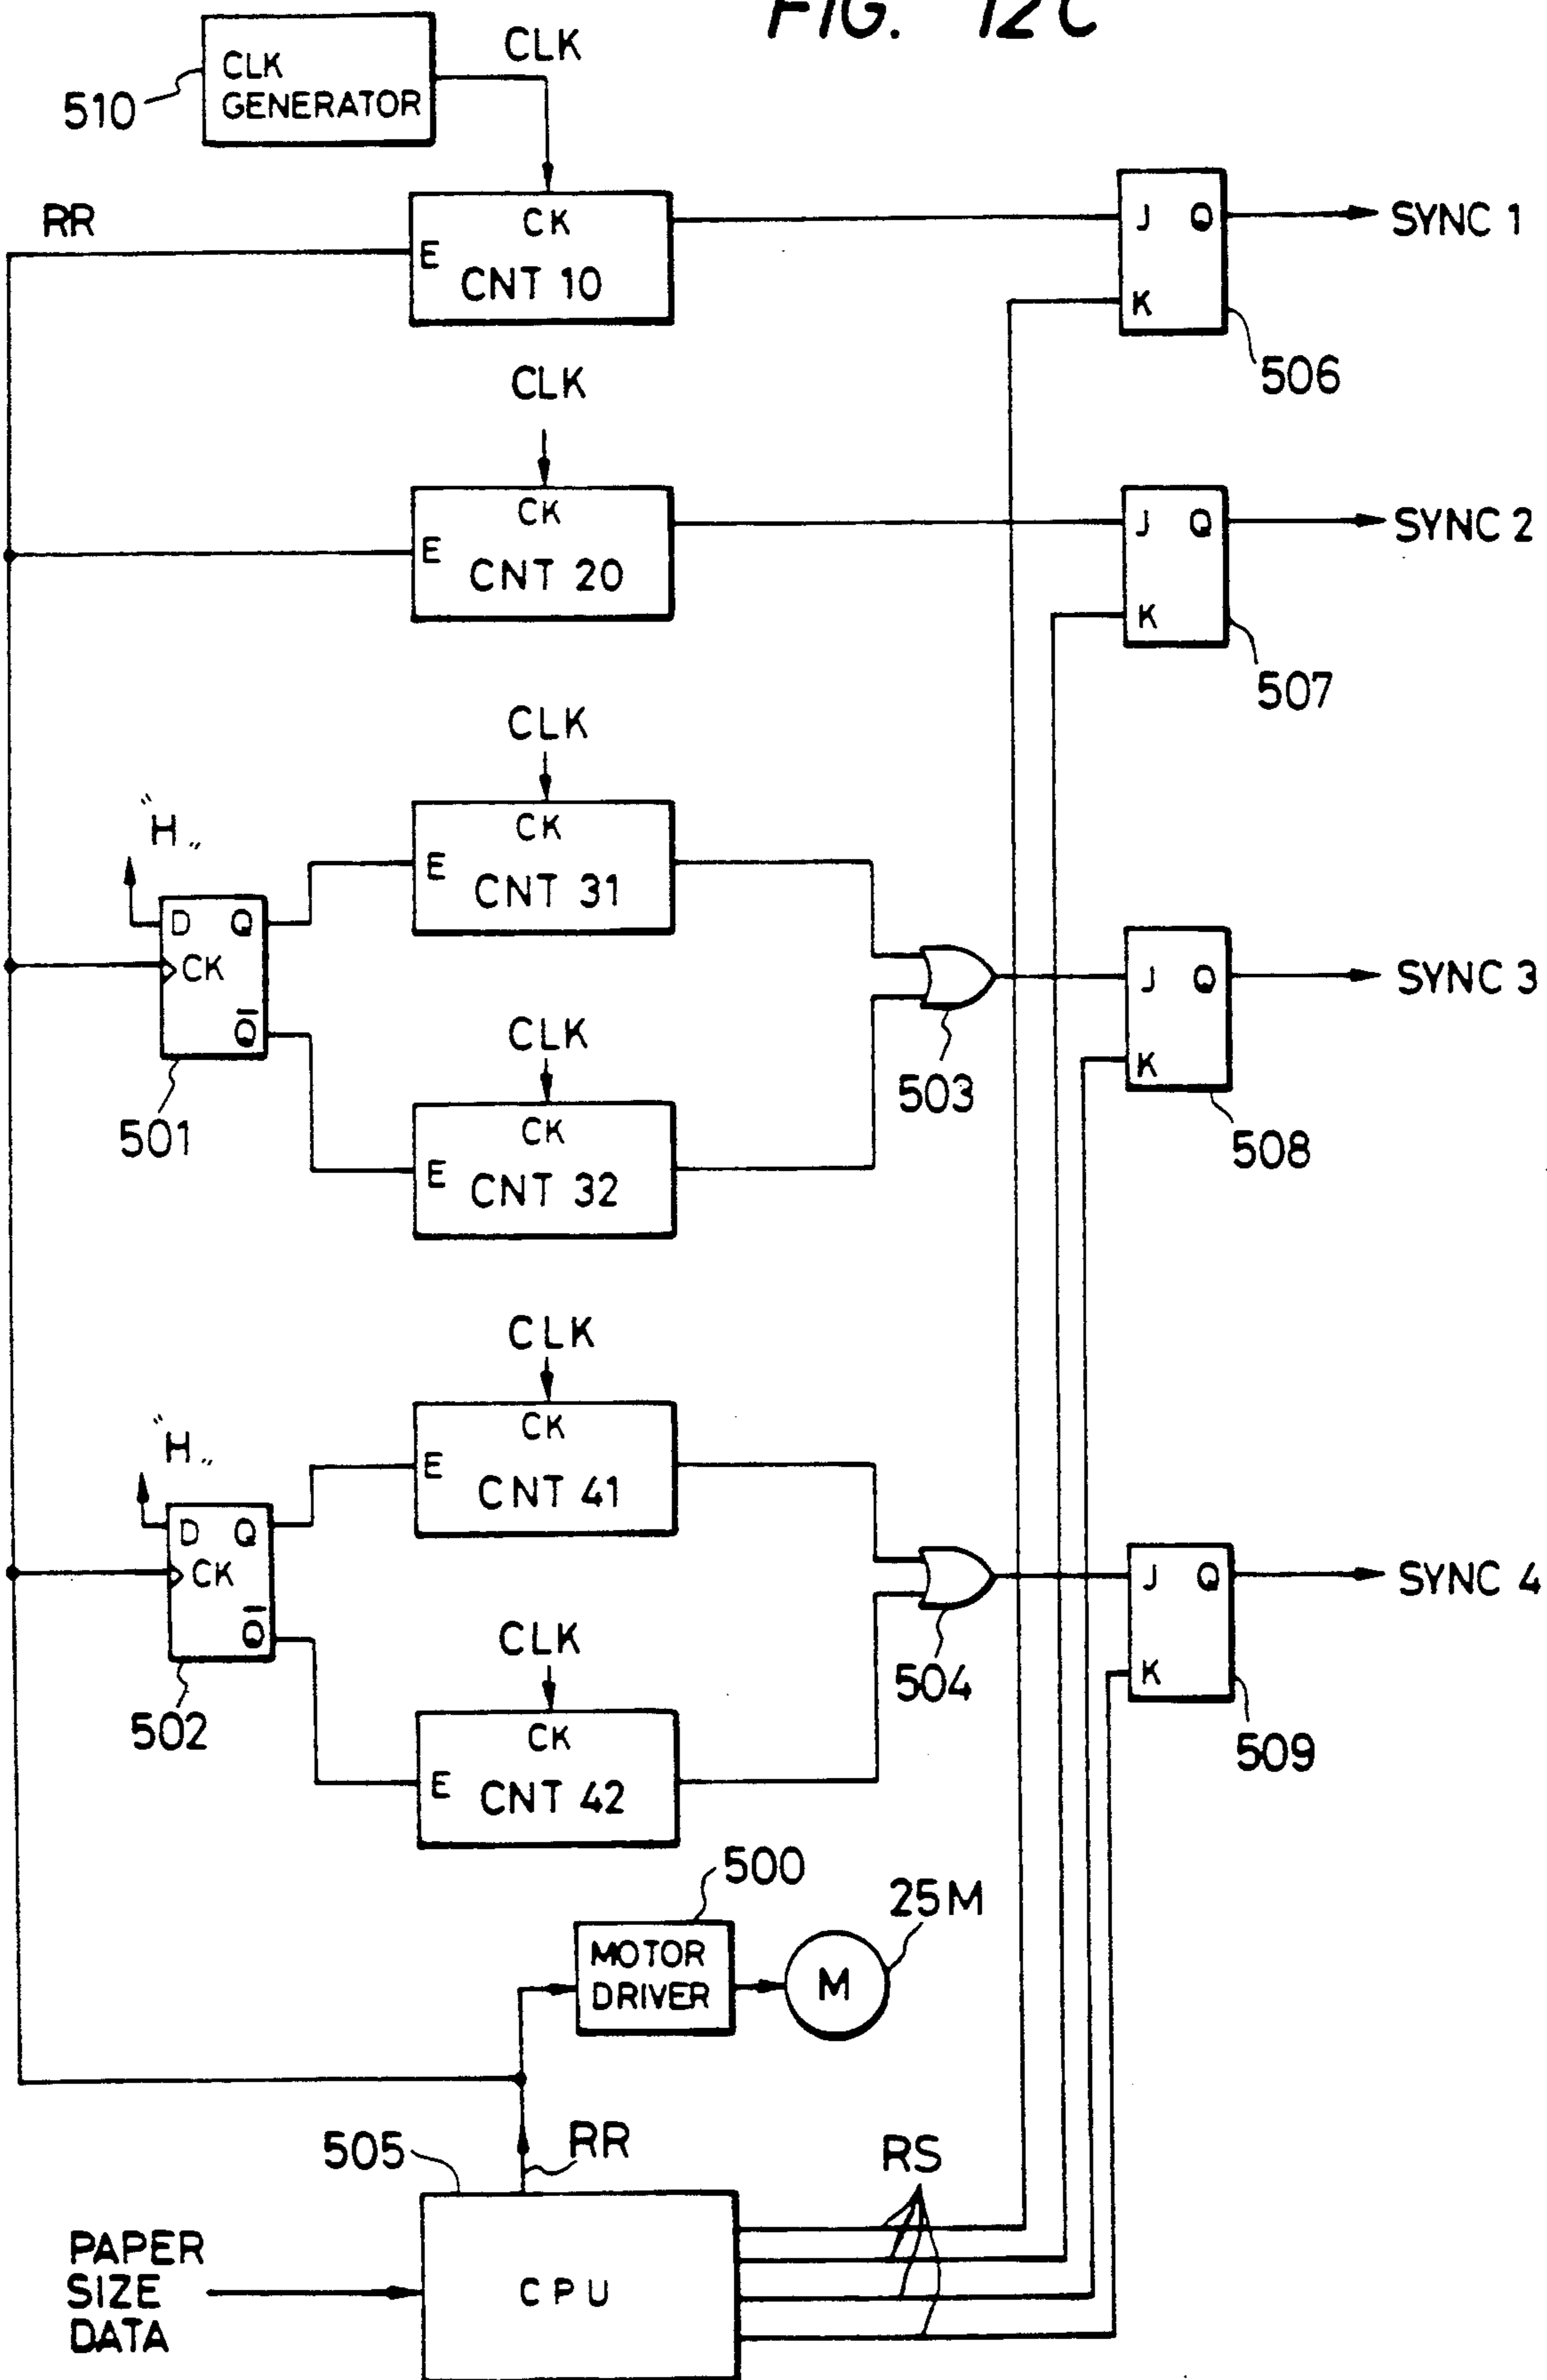 FIG. 12C
CLK
GENERATOR
CLK
510
RR
CK
E
CNT 10
J Q
K
SYNC 1
506
CLK
CK
E
CNT 20
J Q
K
SYNC 2
507
CLK
"H"
CK
E
CNT 31
D Q
CK
Q̅
501
CLK
CK
E
CNT 32
503
J Q
K
SYNC 3
508
CLK
"H"
CK
E
CNT 41
D Q
CK
Q̅
502
CLK
CK
E
CNT 42
504
J Q
K
SYNC 4
509
500
MOTOR
DRIVER
25M
M
505
RR
RS
PAPER
SIZE
DATA
CPU